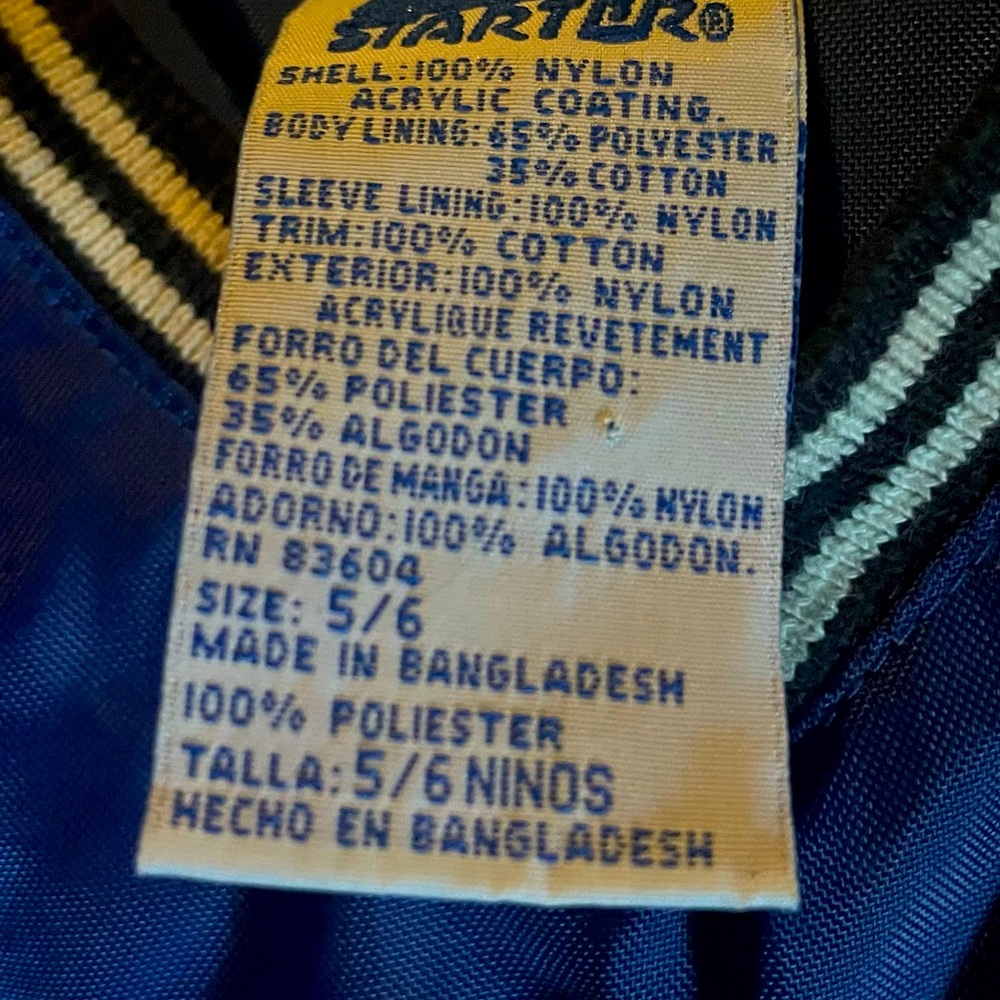 STARTER®
SHELL:100% NYLON
ACRYLIC COATING.
BODY LINING: 65% POLYESTER
35% COTTON
SLEEVE LINING:100% NYLON
TRIM:100% COTTON
EXTERIOR:100% NYLON
ACRYLIQUE REVETEMENT
FORRO DEL CUERPO:
65% POLIESTER
35% ALGODON
FORRO DE MANGA:100% NYLON
ADORNO:100% ALGODON.
RN 83604
SIZE: 5/6
MADE IN BANGLADESH
100% POLIESTER
TALLA:5/6 NINOS
HECHO EN BANGLADESH